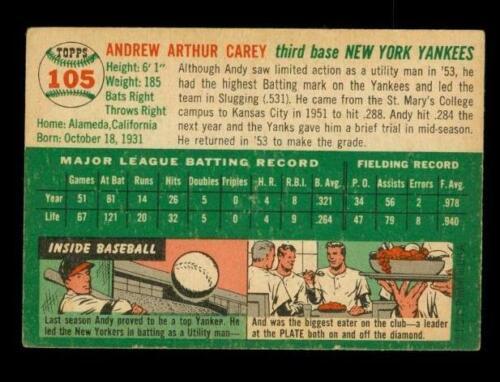 TOPPS
105
ANDREW ARTHUR CAREY third base NEW YORK YANKEES
Height: 6' 1"
Weight: 185
Bats Right
Throws Right
Home: Alameda, California
Born: October 18, 1931
Although Andy saw limited action as a utility man in '53, he
had the highest Batting mark on the Yankees and led the
team in Slugging (.531). He came from the St. Mary's College
campus to Kansas City in 1951 to hit .288. Andy hit .284 the
next year and the Yanks gave him a brief trial in mid-season.
He returned in '53 to make the grade.
MAJOR LEAGUE BATTING RECORD FIELDING RECORD
Games At Bat Runs Hits Doubles Triples H.R. R.B.I. B. Avg. P.O. Assists Errors F. Avg.
Year 51 81 14 26 5 0 4 8 .321 34 56 2 .978
Life 67 121 20 32 5 0 4 9 .264 47 79 8 .940
INSIDE BASEBALL
Last season Andy proved to be a top Yankee. He
led the New Yorkers in batting as a Utility man—
And was the biggest eater on the club—a leader
at the PLATE both on and off the diamond.